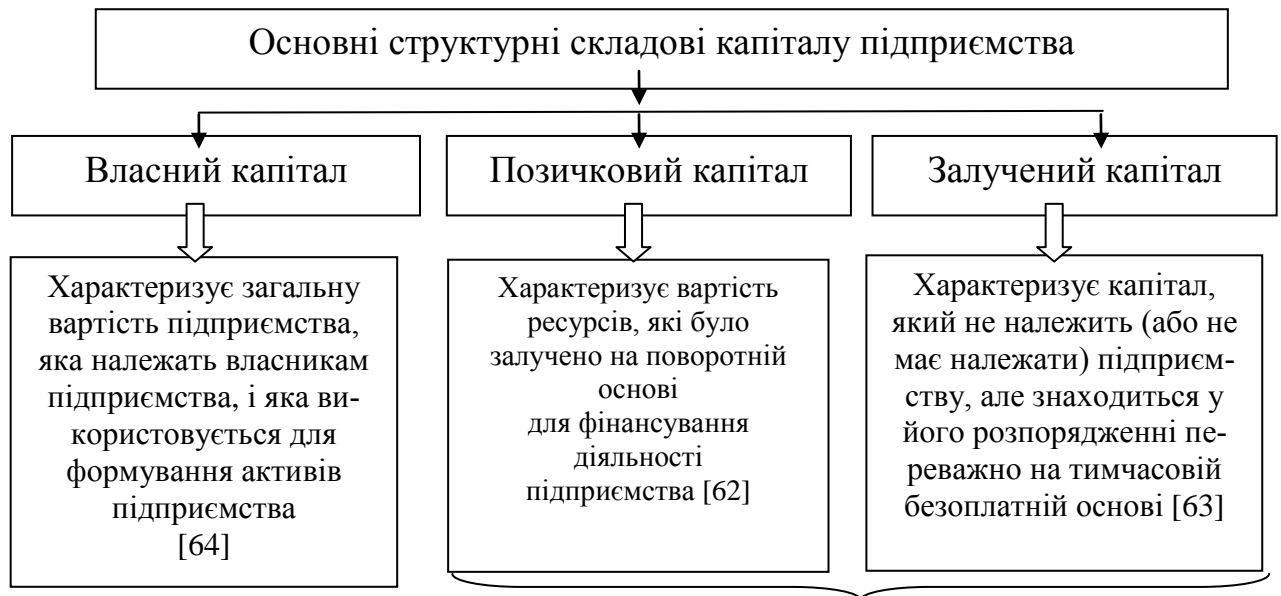 Основні структурні складові капіталу підприємства
Власний капітал
Позичковий капітал
Залучений капітал
Характеризує загальну
вартість підприємства,
яка належать власникам
підприємства, і яка ви-
користовується для
формування активів
підприємства
[64]
Характеризує вартість
ресурсів, які було
залучено на поворотній
основі
для фінансування
діяльності
підприємства [62]
Характеризує капітал,
який не належить (або не
має належати) підприєм-
ству, але знаходиться у
його розпорядженні пе-
реважно на тимчасовій
безоплатній основі [63]